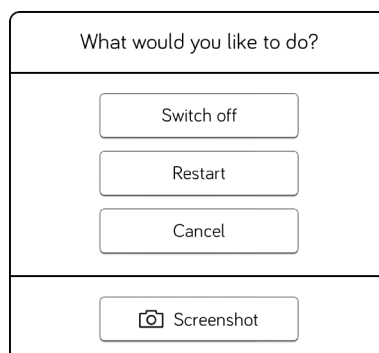 What would you like to do?
Switch off
Restart
Cancel
Screenshot